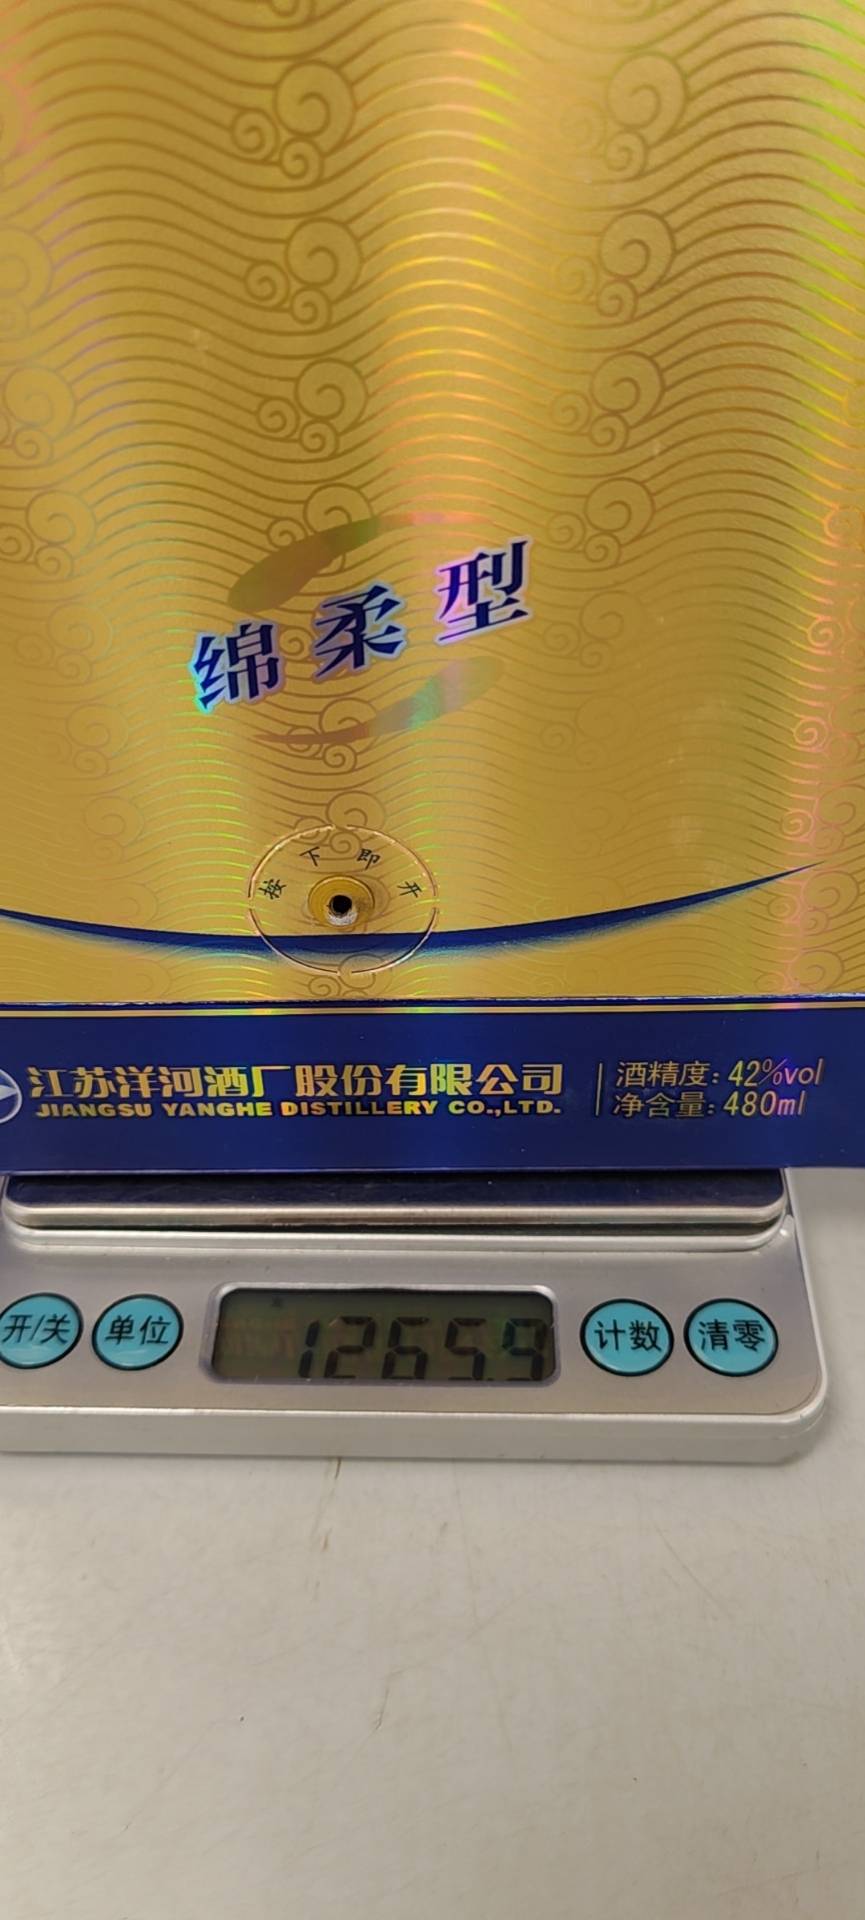 绵柔型
按下即开
江苏洋河酒厂股份有限公司
JIANGSU YANGHE DISTILLERY CO.,LTD.
酒精度:42%vol
净含量:480ml
开/关
单位
1265.9
计数
清零